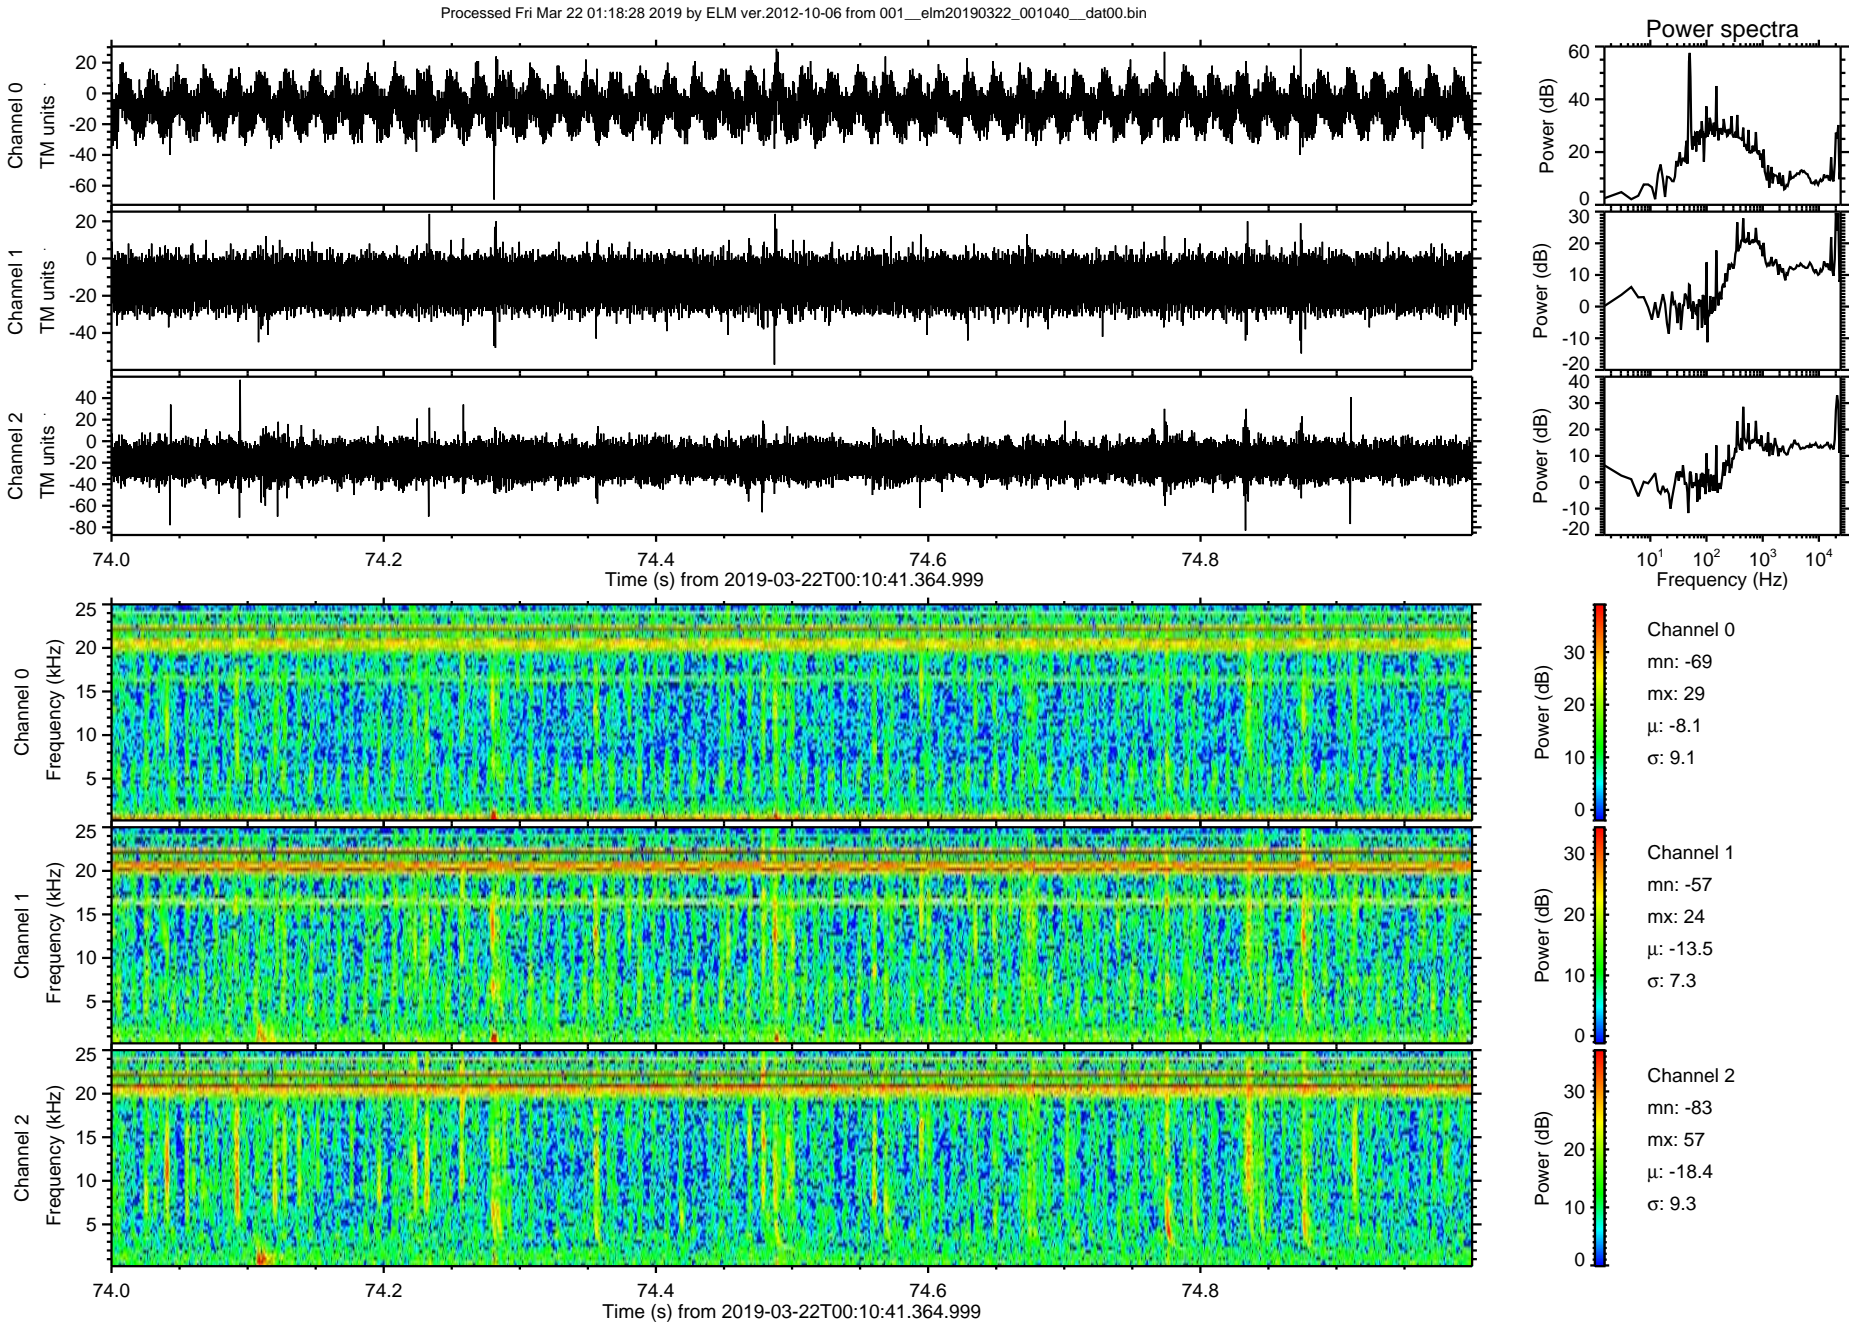 Processed Fri Mar 22 01:18:28 2019 by ELM ver.2012-10-06 from 001__elm20190322_001040__dat00.bin
Power spectra
Channel 0
TM units
20
0
-20
-40
-60
Power (dB)
60
40
20
0
Channel 1
TM units
20
0
-20
-40
Power (dB)
30
20
10
0
-10
-20
Channel 2
TM units
40
20
0
-20
-40
-60
-80
Power (dB)
40
30
20
10
0
-10
-20
74.0 74.2 74.4 74.6 74.8
Time (s) from 2019-03-22T00:10:41.364.999
10^1 10^2 10^3 10^4
Frequency (Hz)
Channel 0
Frequency (kHz)
25
20
15
10
5
Power (dB)
30
20
10
0
Channel 0
mn: -69
mx: 29
μ: -8.1
σ: 9.1
Channel 1
Frequency (kHz)
25
20
15
10
5
Power (dB)
30
20
10
0
Channel 1
mn: -57
mx: 24
μ: -13.5
σ: 7.3
Channel 2
Frequency (kHz)
25
20
15
10
5
Power (dB)
30
20
10
0
Channel 2
mn: -83
mx: 57
μ: -18.4
σ: 9.3
74.0 74.2 74.4 74.6 74.8
Time (s) from 2019-03-22T00:10:41.364.999